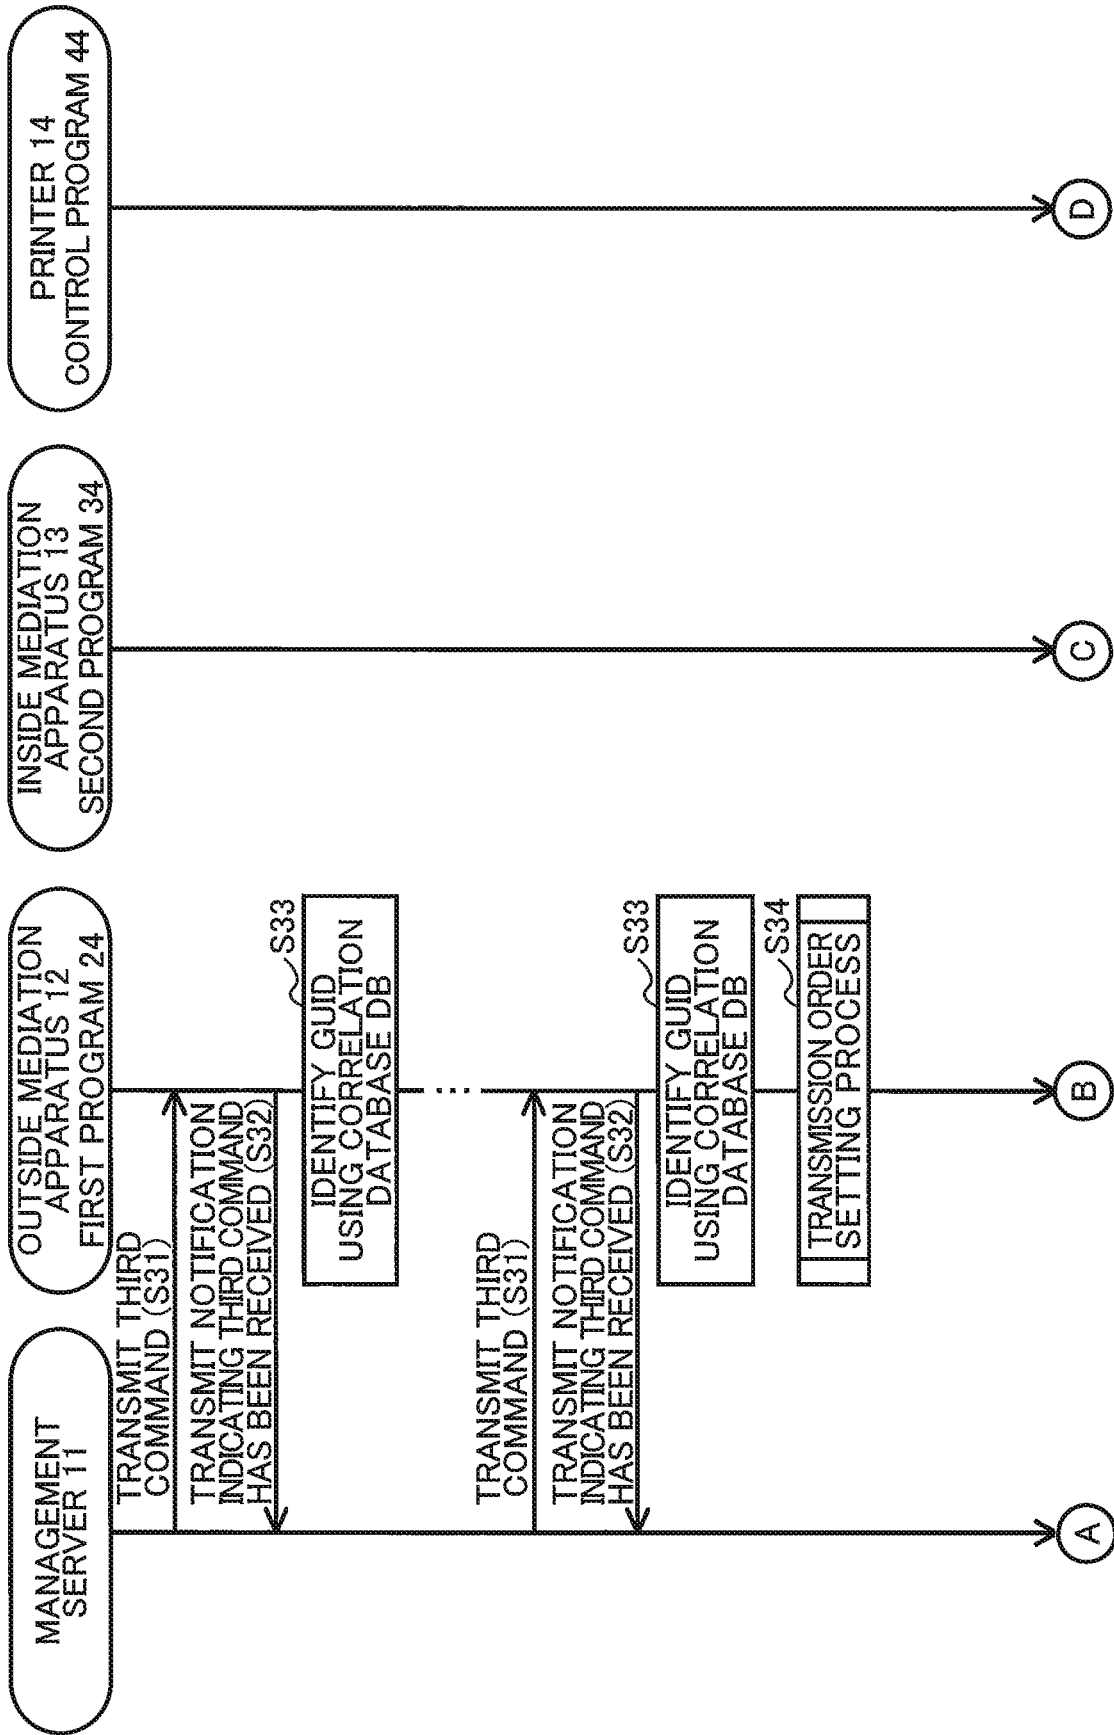 MANAGEMENT
SERVER 11
OUTSIDE MEDIATION
APPARATUS 12
FIRST PROGRAM 24
INSIDE MEDIATION
APPARATUS 13
SECOND PROGRAM 34
PRINTER 14
CONTROL PROGRAM 44
TRANSMIT THIRD
COMMAND (S31)
TRANSMIT NOTIFICATION
INDICATING THIRD COMMAND
HAS BEEN RECEIVED (S32)
S33
IDENTIFY GUID
USING CORRELATION
DATABASE DB
TRANSMIT THIRD
COMMAND (S31)
TRANSMIT NOTIFICATION
INDICATING THIRD COMMAND
HAS BEEN RECEIVED (S32)
S33
IDENTIFY GUID
USING CORRELATION
DATABASE DB
S34
TRANSMISSION ORDER
SETTING PROCESS
A
B
C
D